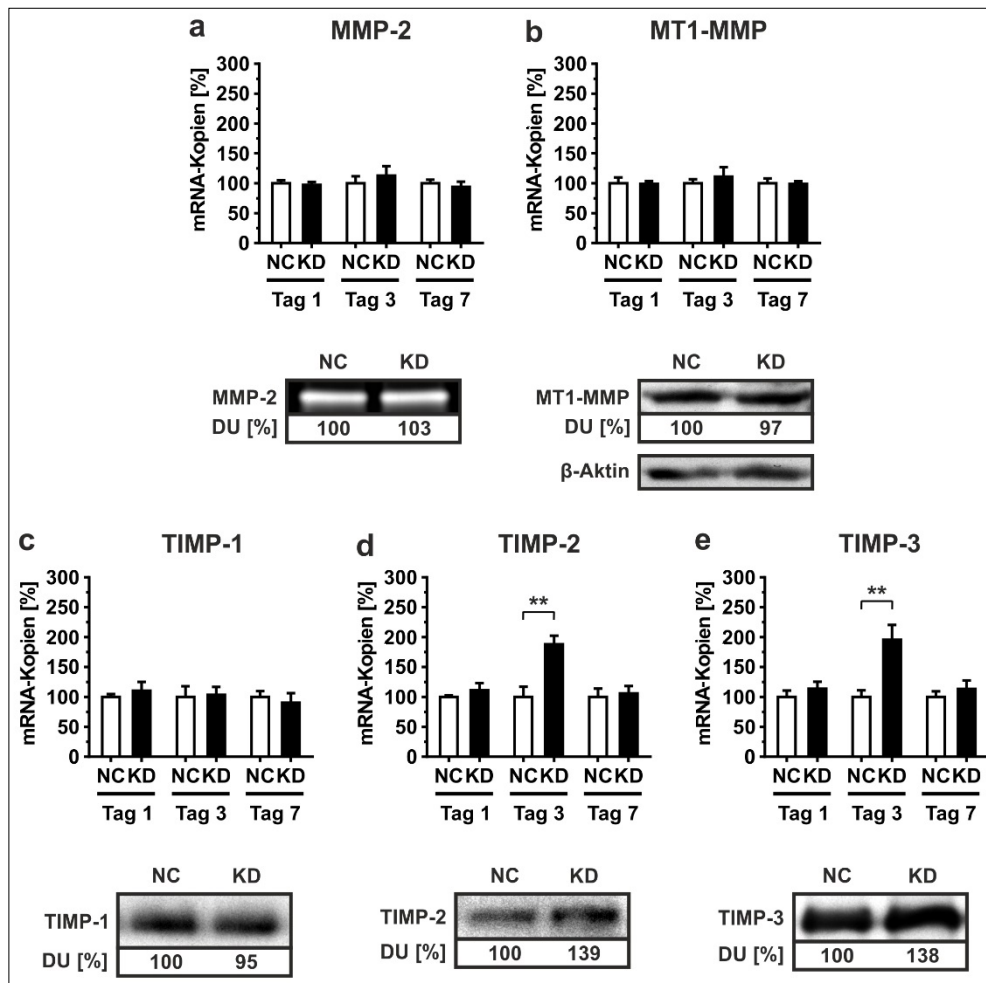 a MMP-2
mRNA-Kopien [%]
300
250
200
150
100
50
0
NC KD NC KD NC KD
Tag 1 Tag 3 Tag 7
NC KD
MMP-2
DU [%] 100 103
b MT1-MMP
mRNA-Kopien [%]
300
250
200
150
100
50
0
NC KD NC KD NC KD
Tag 1 Tag 3 Tag 7
NC KD
MT1-MMP
DU [%] 100 97
β-Aktin
c TIMP-1
mRNA-Kopien [%]
300
250
200
150
100
50
0
NC KD NC KD NC KD
Tag 1 Tag 3 Tag 7
NC KD
TIMP-1
DU [%] 100 95
d TIMP-2
mRNA-Kopien [%]
300
250
200
150
100
50
0
**
NC KD NC KD NC KD
Tag 1 Tag 3 Tag 7
NC KD
TIMP-2
DU [%] 100 139
e TIMP-3
mRNA-Kopien [%]
300
250
200
150
100
50
0
**
NC KD NC KD NC KD
Tag 1 Tag 3 Tag 7
NC KD
TIMP-3
DU [%] 100 138